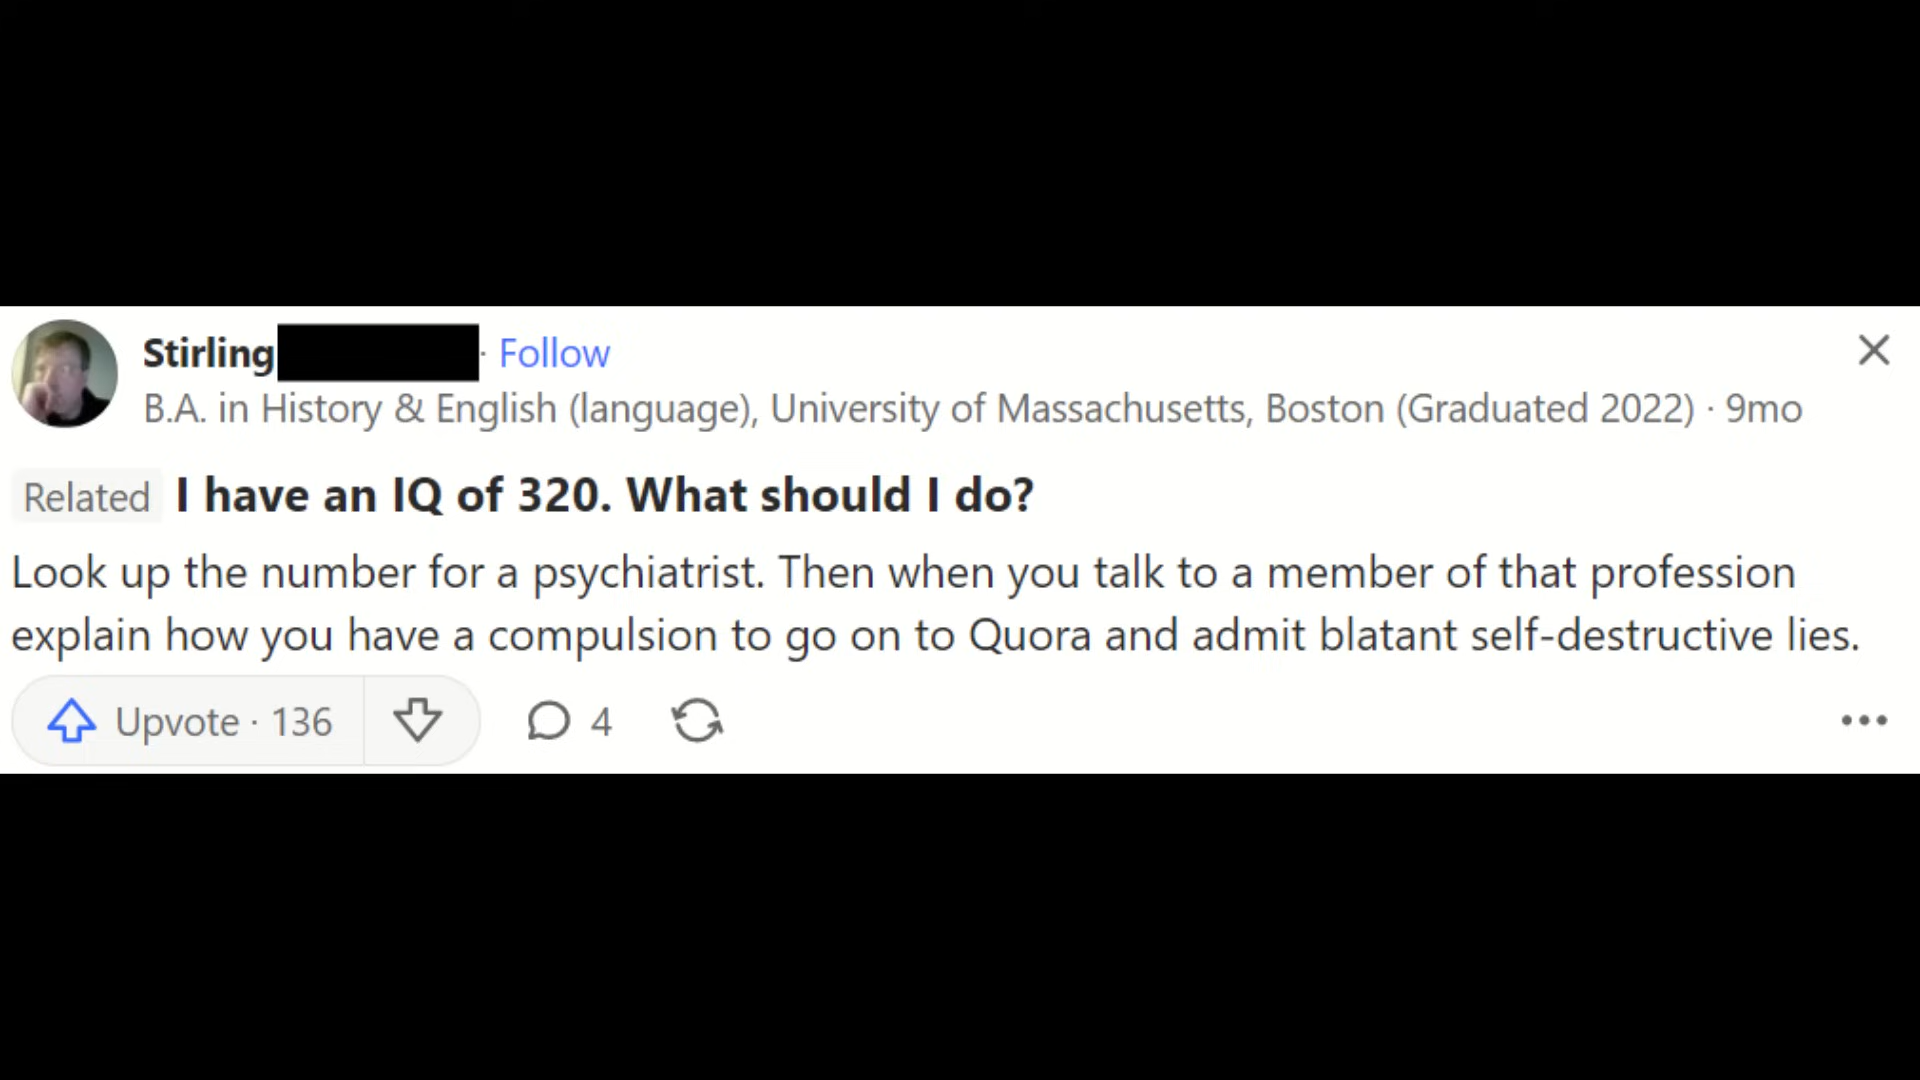 Stirling · Follow
B.A. in History & English (language), University of Massachusetts, Boston (Graduated 2022) · 9mo
Related I have an IQ of 320. What should I do?
Look up the number for a psychiatrist. Then when you talk to a member of that profession
explain how you have a compulsion to go on to Quora and admit blatant self-destructive lies.
Upvote · 136 4